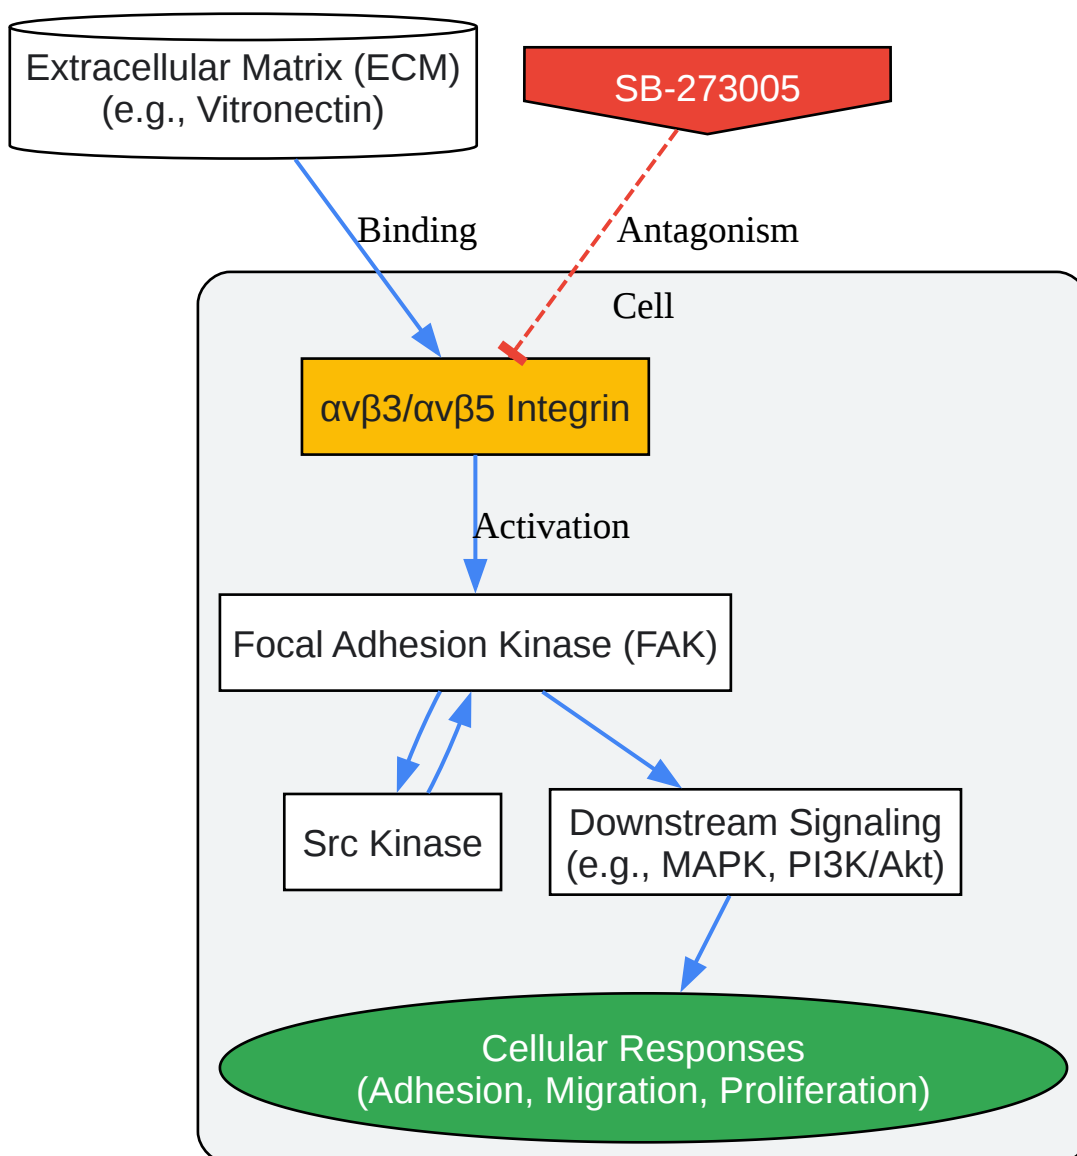 Extracellular Matrix (ECM)
(e.g., Vitronectin)
SB-273005
Binding
Antagonism
Cell
αvβ3/αvβ5 Integrin
Activation
Focal Adhesion Kinase (FAK)
Src Kinase
Downstream Signaling
(e.g., MAPK, PI3K/Akt)
Cellular Responses
(Adhesion, Migration, Proliferation)